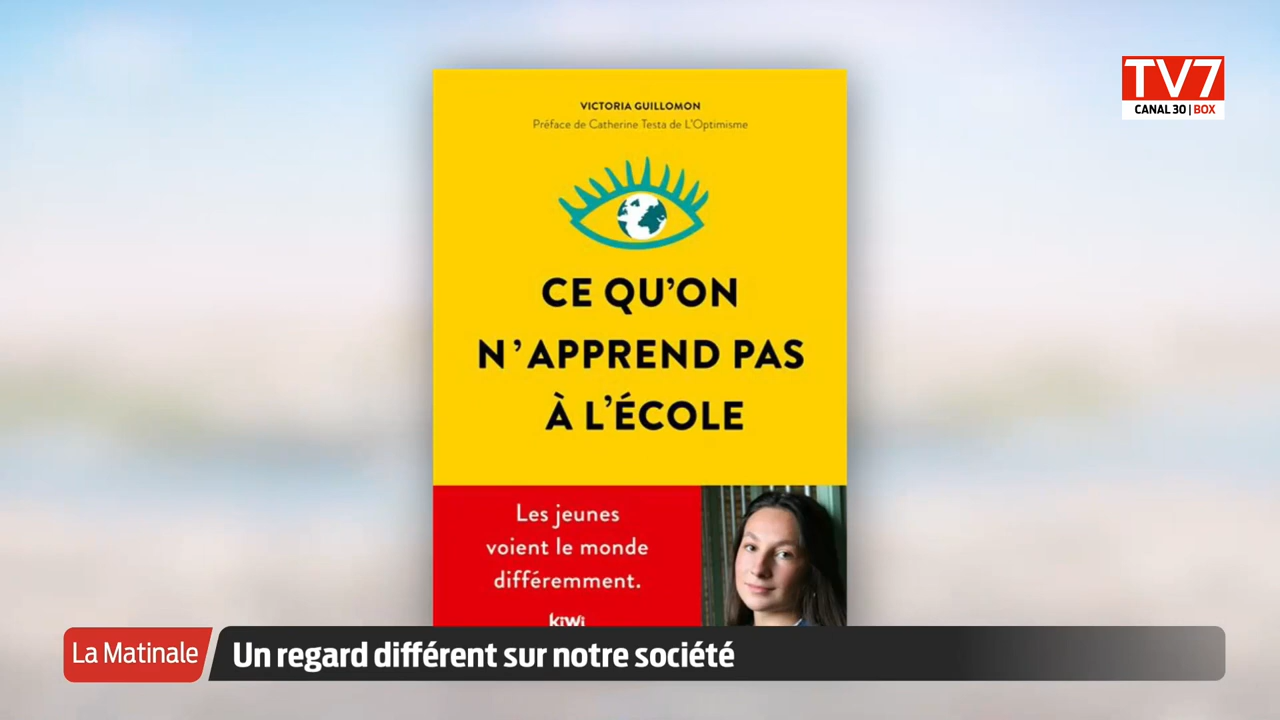 TV7
CANAL 30 | BOX
VICTORIA GUILLOMON
Préface de Catherine Testa de L'Optimisme
CE QU'ON
N'APPREND PAS
À L'ÉCOLE
Les jeunes
voient le monde
différemment.
kiwi
La Matinale
Un regard différent sur notre société